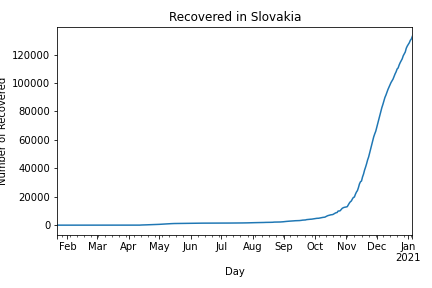 Recovered in Slovakia
Number of Recovered
120000
100000
80000
60000
40000
20000
0
Feb Mar Apr May Jun Jul Aug Sep Oct Nov Dec Jan
2021
Day